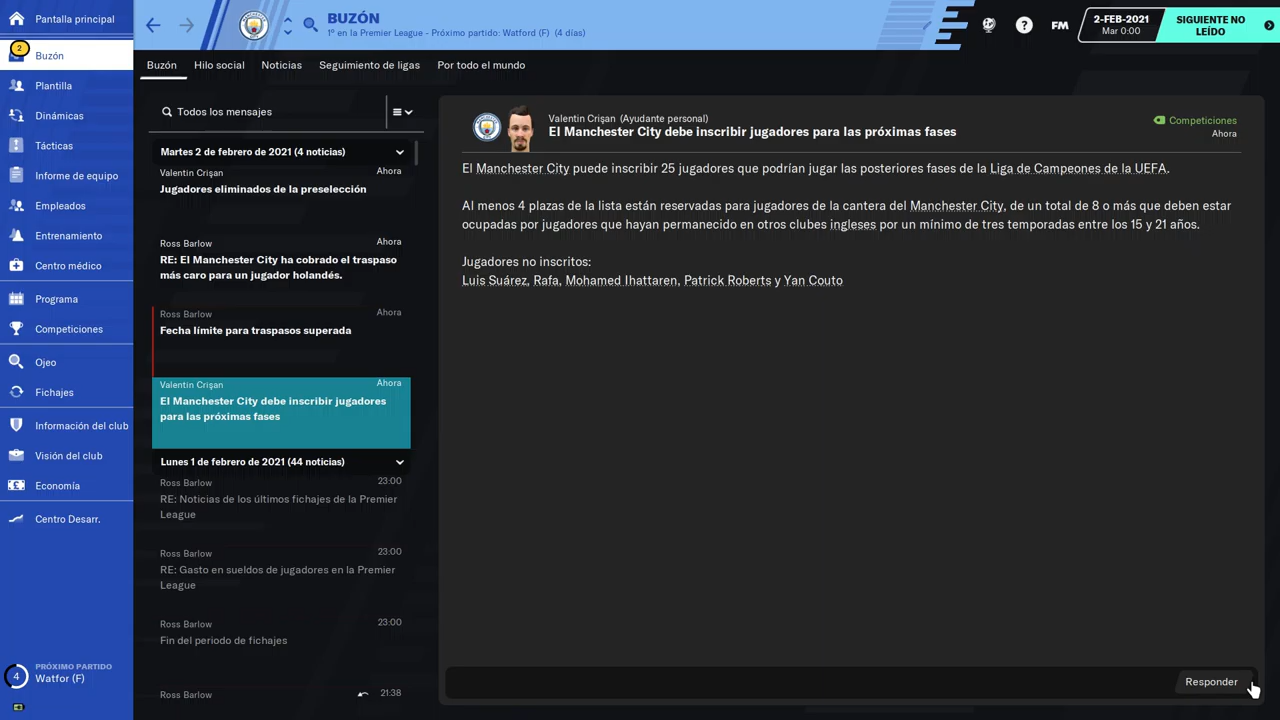 Pantalla principal
2
Buzón
Plantilla
Dinámicas
Tácticas
Informe de equipo
Empleados
Entrenamiento
Centro médico
Programa
Competiciones
Ojeo
Fichajes
Información del club
Visión del club
Economía
Centro Desarr.
4
PRÓXIMO PARTIDO
Watfor (F)
BUZÓN
1º en la Premier League - Próximo partido: Watford (F) (4 días)
?
FM
2-FEB-2021
Mar 0:00
SIGUIENTE NO
LEÍDO
Buzón
Hilo social
Noticias
Seguimiento de ligas
Por todo el mundo
Todos los mensajes
Martes 2 de febrero de 2021 (4 noticias)
Valentin Crişan
Ahora
Jugadores eliminados de la preselección
Ross Barlow
Ahora
RE: El Manchester City ha cobrado el traspaso
más caro para un jugador holandés.
Ross Barlow
Ahora
Fecha límite para traspasos superada
Valentin Crişan
Ahora
El Manchester City debe inscribir jugadores
para las próximas fases
Lunes 1 de febrero de 2021 (44 noticias)
Ross Barlow
23:00
RE: Noticias de los últimos fichajes de la Premier
League
Ross Barlow
23:00
RE: Gasto en sueldos de jugadores en la Premier
League
Ross Barlow
23:00
Fin del periodo de fichajes
Ross Barlow
21:38
Valentin Crişan (Ayudante personal)
El Manchester City debe inscribir jugadores para las próximas fases
Competiciones
Ahora
El Manchester City puede inscribir 25 jugadores que podrían jugar las posteriores fases de la Liga de Campeones de la UEFA.
Al menos 4 plazas de la lista están reservadas para jugadores de la cantera del Manchester City, de un total de 8 o más que deben estar
ocupadas por jugadores que hayan permanecido en otros clubes ingleses por un mínimo de tres temporadas entre los 15 y 21 años.
Jugadores no inscritos:
Luis Suárez, Rafa, Mohamed Ihattaren, Patrick Roberts y Yan Couto
Responder